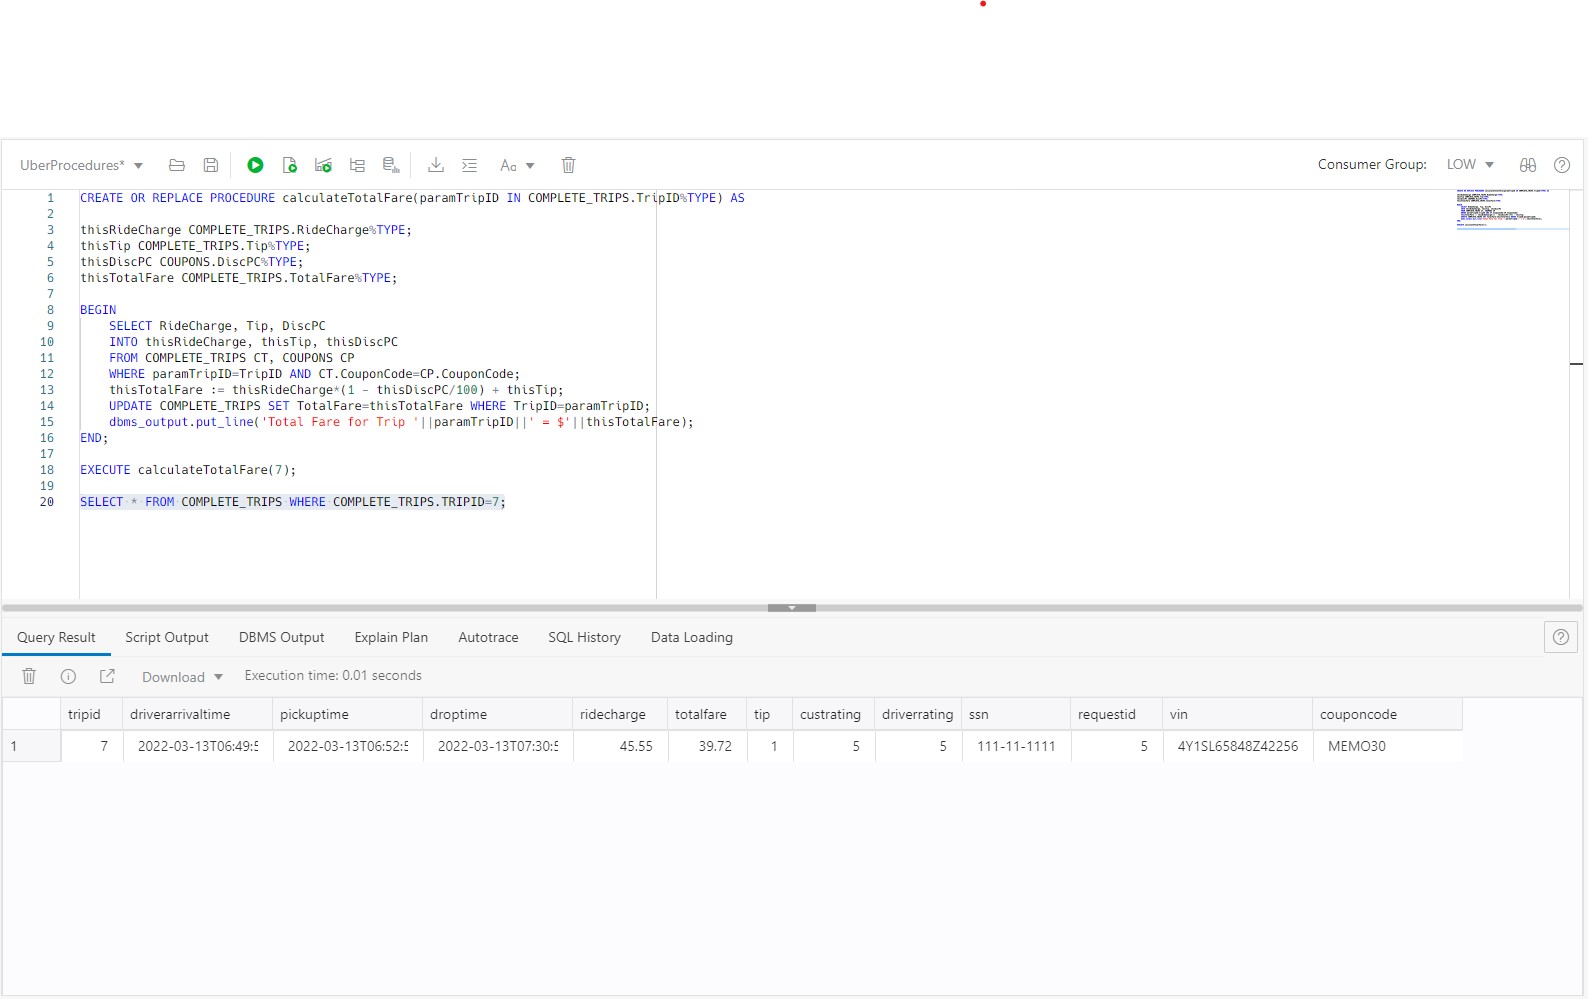 UberProcedures*
Aa
Consumer Group: LOW
1 CREATE OR REPLACE PROCEDURE calculateTotalFare(paramTripID IN COMPLETE_TRIPS.TripID%TYPE) AS
2
3 thisRideCharge COMPLETE_TRIPS.RideCharge%TYPE;
4 thisTip COMPLETE_TRIPS.Tip%TYPE;
5 thisDiscPC COUPONS.DiscPC%TYPE;
6 thisTotalFare COMPLETE_TRIPS.TotalFare%TYPE;
7
8 BEGIN
9 SELECT RideCharge, Tip, DiscPC
10 INTO thisRideCharge, thisTip, thisDiscPC
11 FROM COMPLETE_TRIPS CT, COUPONS CP
12 WHERE paramTripID=TripID AND CT.CouponCode=CP.CouponCode;
13 thisTotalFare := thisRideCharge*(1 - thisDiscPC/100) + thisTip;
14 UPDATE COMPLETE_TRIPS SET TotalFare=thisTotalFare WHERE TripID=paramTripID;
15 dbms_output.put_line('Total Fare for Trip '||paramTripID||' = $'||thisTotalFare);
16 END;
17
18 EXECUTE calculateTotalFare(7);
19
20 SELECT * FROM COMPLETE_TRIPS WHERE COMPLETE_TRIPS.TRIPID=7;
Query Result Script Output DBMS Output Explain Plan Autotrace SQL History Data Loading
Download Execution time: 0.01 seconds
tripid driverarrivaltime pickuptime droptime ridecharge totalfare tip custrating driverrating ssn requestid vin couponcode
1 7 2022-03-13T06:49:5 2022-03-13T06:52:5 2022-03-13T07:30:5 45.55 39.72 1 5 5 111-11-1111 5 4Y1SL65848Z42256 MEMO30